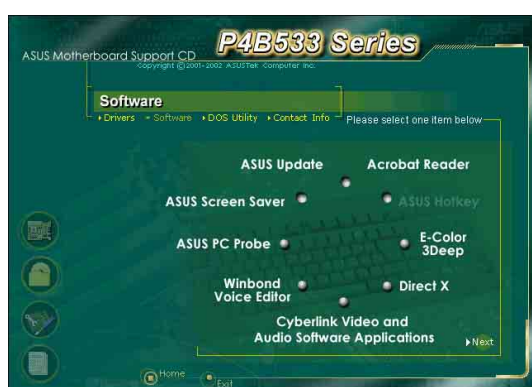 P4B533 Series
ASUS Motherboard Support CD
Copyright (C)2001-2002 ASUSTek Computer Inc.
Software
Drivers Software DOS Utility Contact Info
Please select one item below
ASUS Update
Acrobat Reader
ASUS Screen Saver
ASUS Hotkey
ASUS PC Probe
E-Color
3Deep
Winbond
Voice Editor
Direct X
Cyberlink Video and
Audio Software Applications
Next
Home
Exit